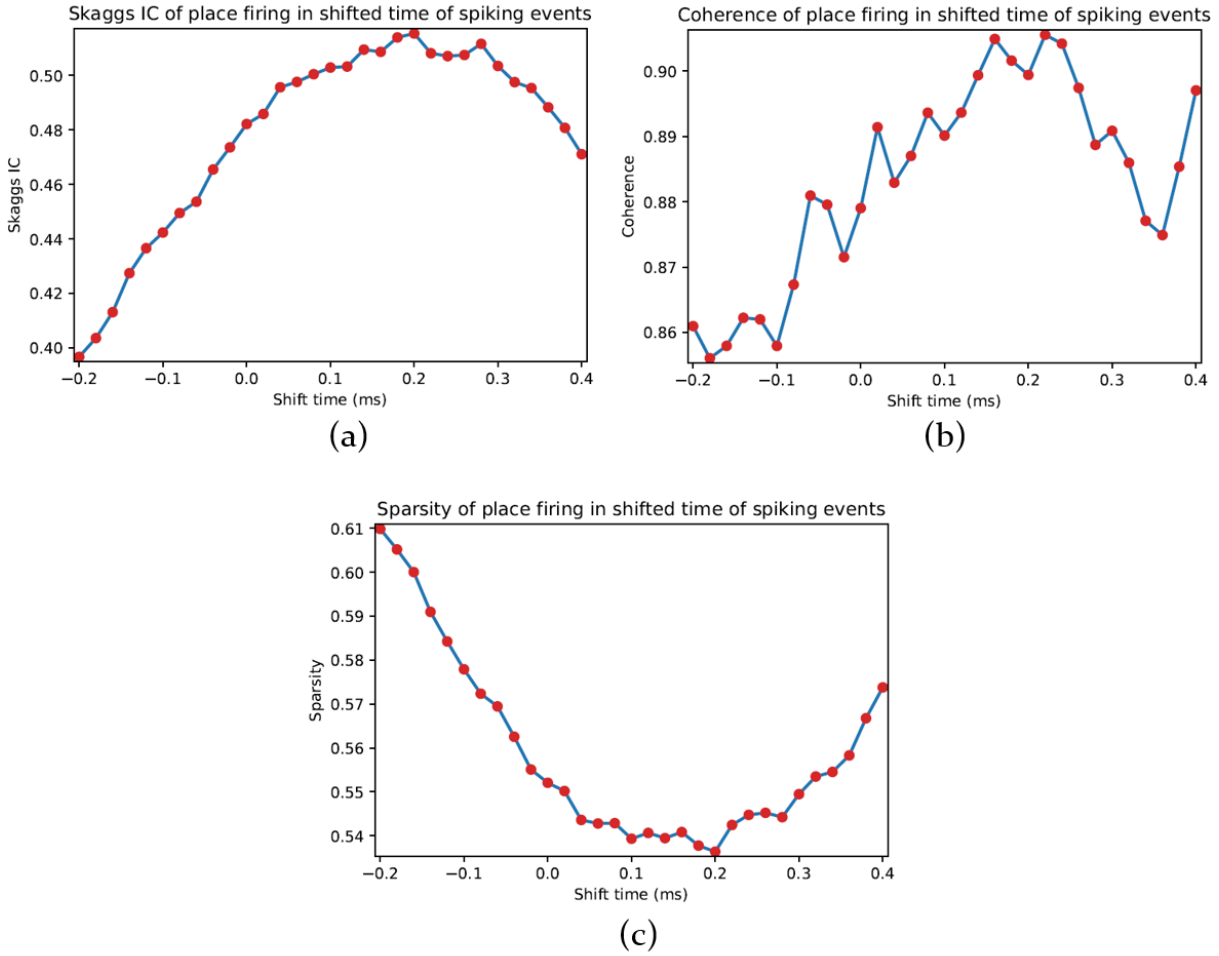 Skaggs IC of place firing in shifted time of spiking events
Skaggs IC
0.50
0.48
0.46
0.44
0.42
0.40
−0.2 −0.1 0.0 0.1 0.2 0.3 0.4
Shift time (ms)
(a)
Coherence of place firing in shifted time of spiking events
Coherence
0.90
0.89
0.88
0.87
0.86
−0.2 −0.1 0.0 0.1 0.2 0.3 0.4
Shift time (ms)
(b)
Sparsity of place firing in shifted time of spiking events
Sparsity
0.61
0.60
0.59
0.58
0.57
0.56
0.55
0.54
−0.2 −0.1 0.0 0.1 0.2 0.3 0.4
Shift time (ms)
(c)